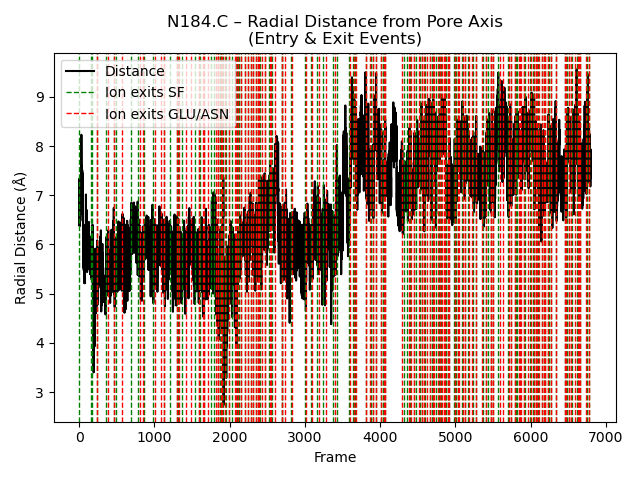 N184.C – Radial Distance from Pore Axis
(Entry & Exit Events)
Distance
Ion exits SF
Ion exits GLU/ASN
Radial Distance (Å)
9
8
7
6
5
4
3
0 1000 2000 3000 4000 5000 6000 7000
Frame